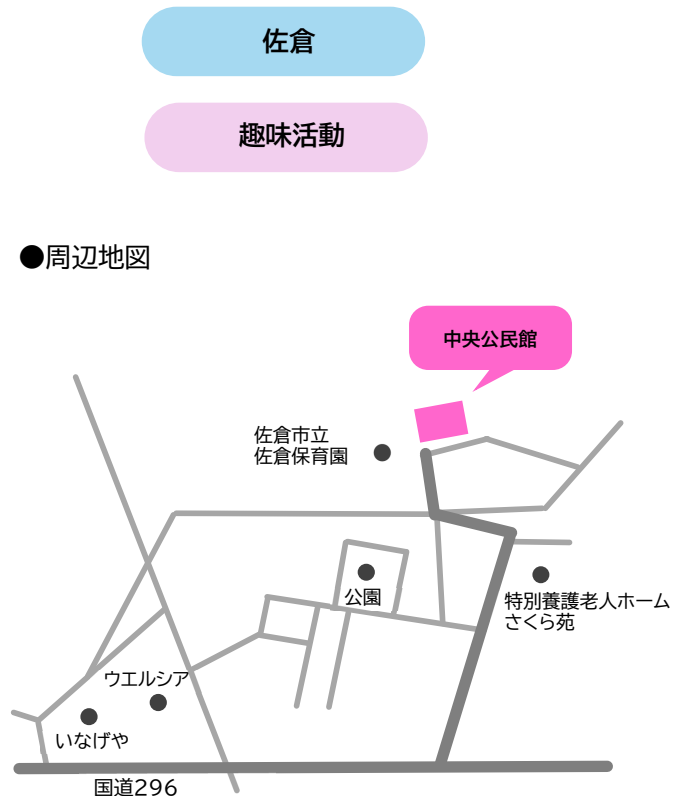 佐倉
趣味活動
●周辺地図
中央公民館
佐倉市立
佐倉保育園
公園
特別養護老人ホーム
さくら苑
ウエルシア
いなげや
国道296